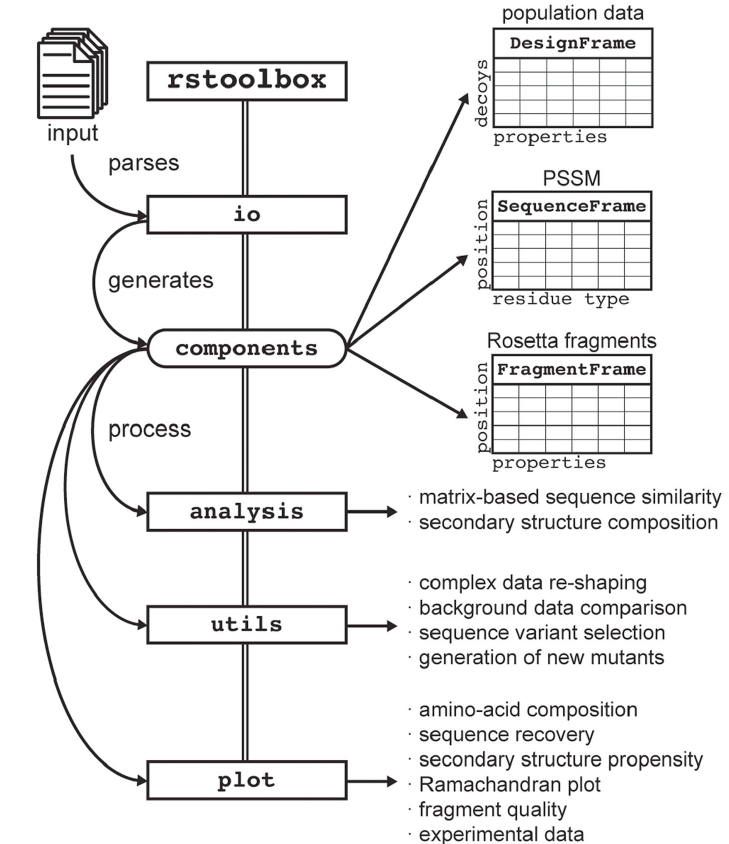 population data
DesignFrame
decoys
properties
rstoolbox
input
parses
io
generates
PSSM
SequenceFrame
position
residue type
components
Rosetta fragments
FragmentFrame
position
properties
process
analysis
· matrix-based sequence similarity
· secondary structure composition
utils
· complex data re-shaping
· background data comparison
· sequence variant selection
· generation of new mutants
plot
· amino-acid composition
· sequence recovery
· secondary structure propensity
· Ramachandran plot
· fragment quality
· experimental data